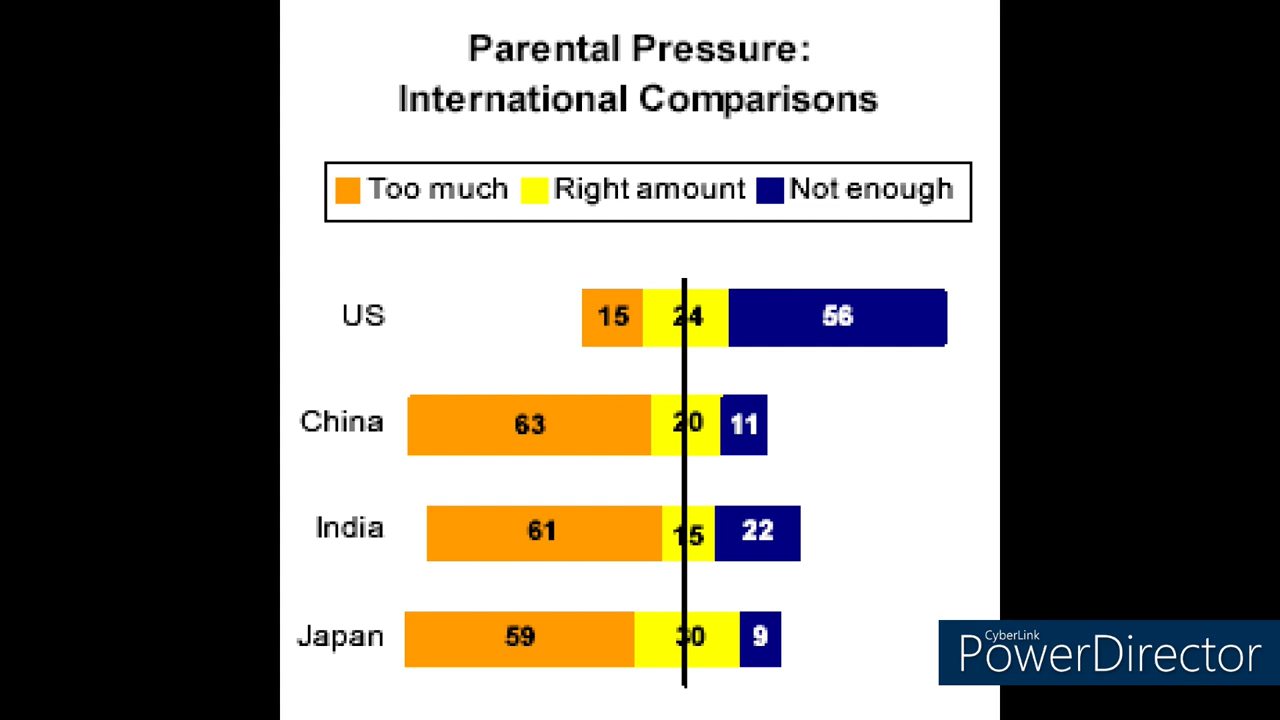 Parental Pressure:
International Comparisons
Too much Right amount Not enough
US 15 24 56
China 63 20 11
India 61 15 22
Japan 59 30 9
CyberLink
PowerDirector